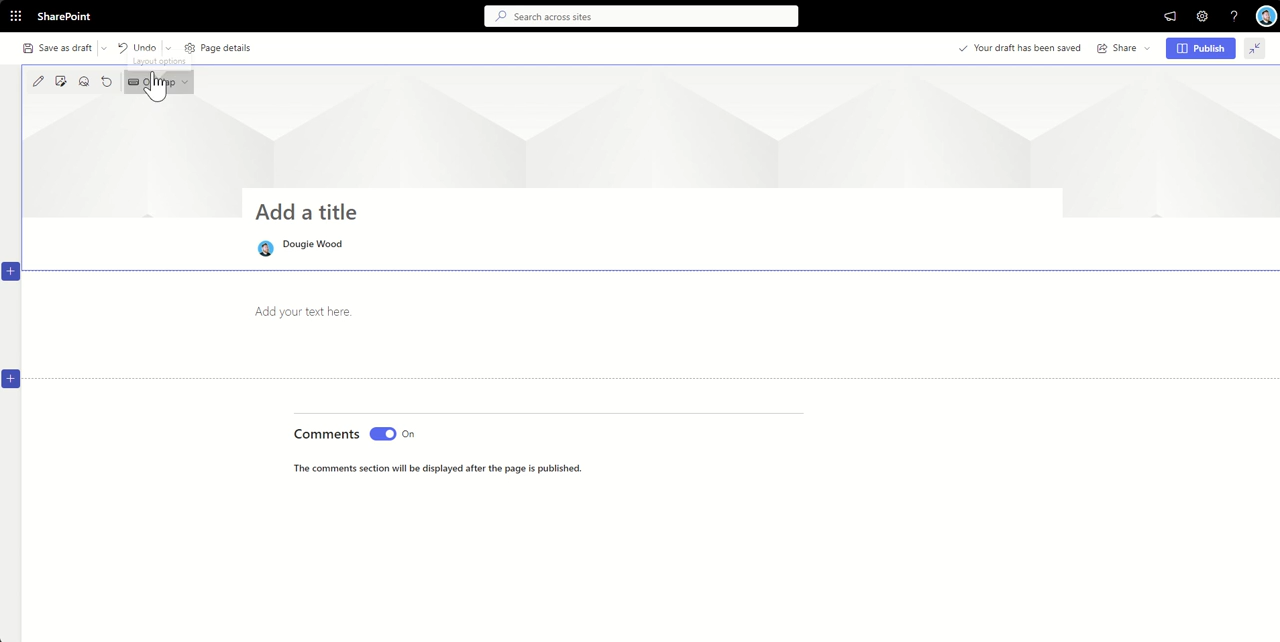 SharePoint
Search across sites
Save as draft
Undo
Page details
Your draft has been saved
Share
Publish
Layout options
Add a title
Dougie Wood
Add your text here.
Comments
On
The comments section will be displayed after the page is published.